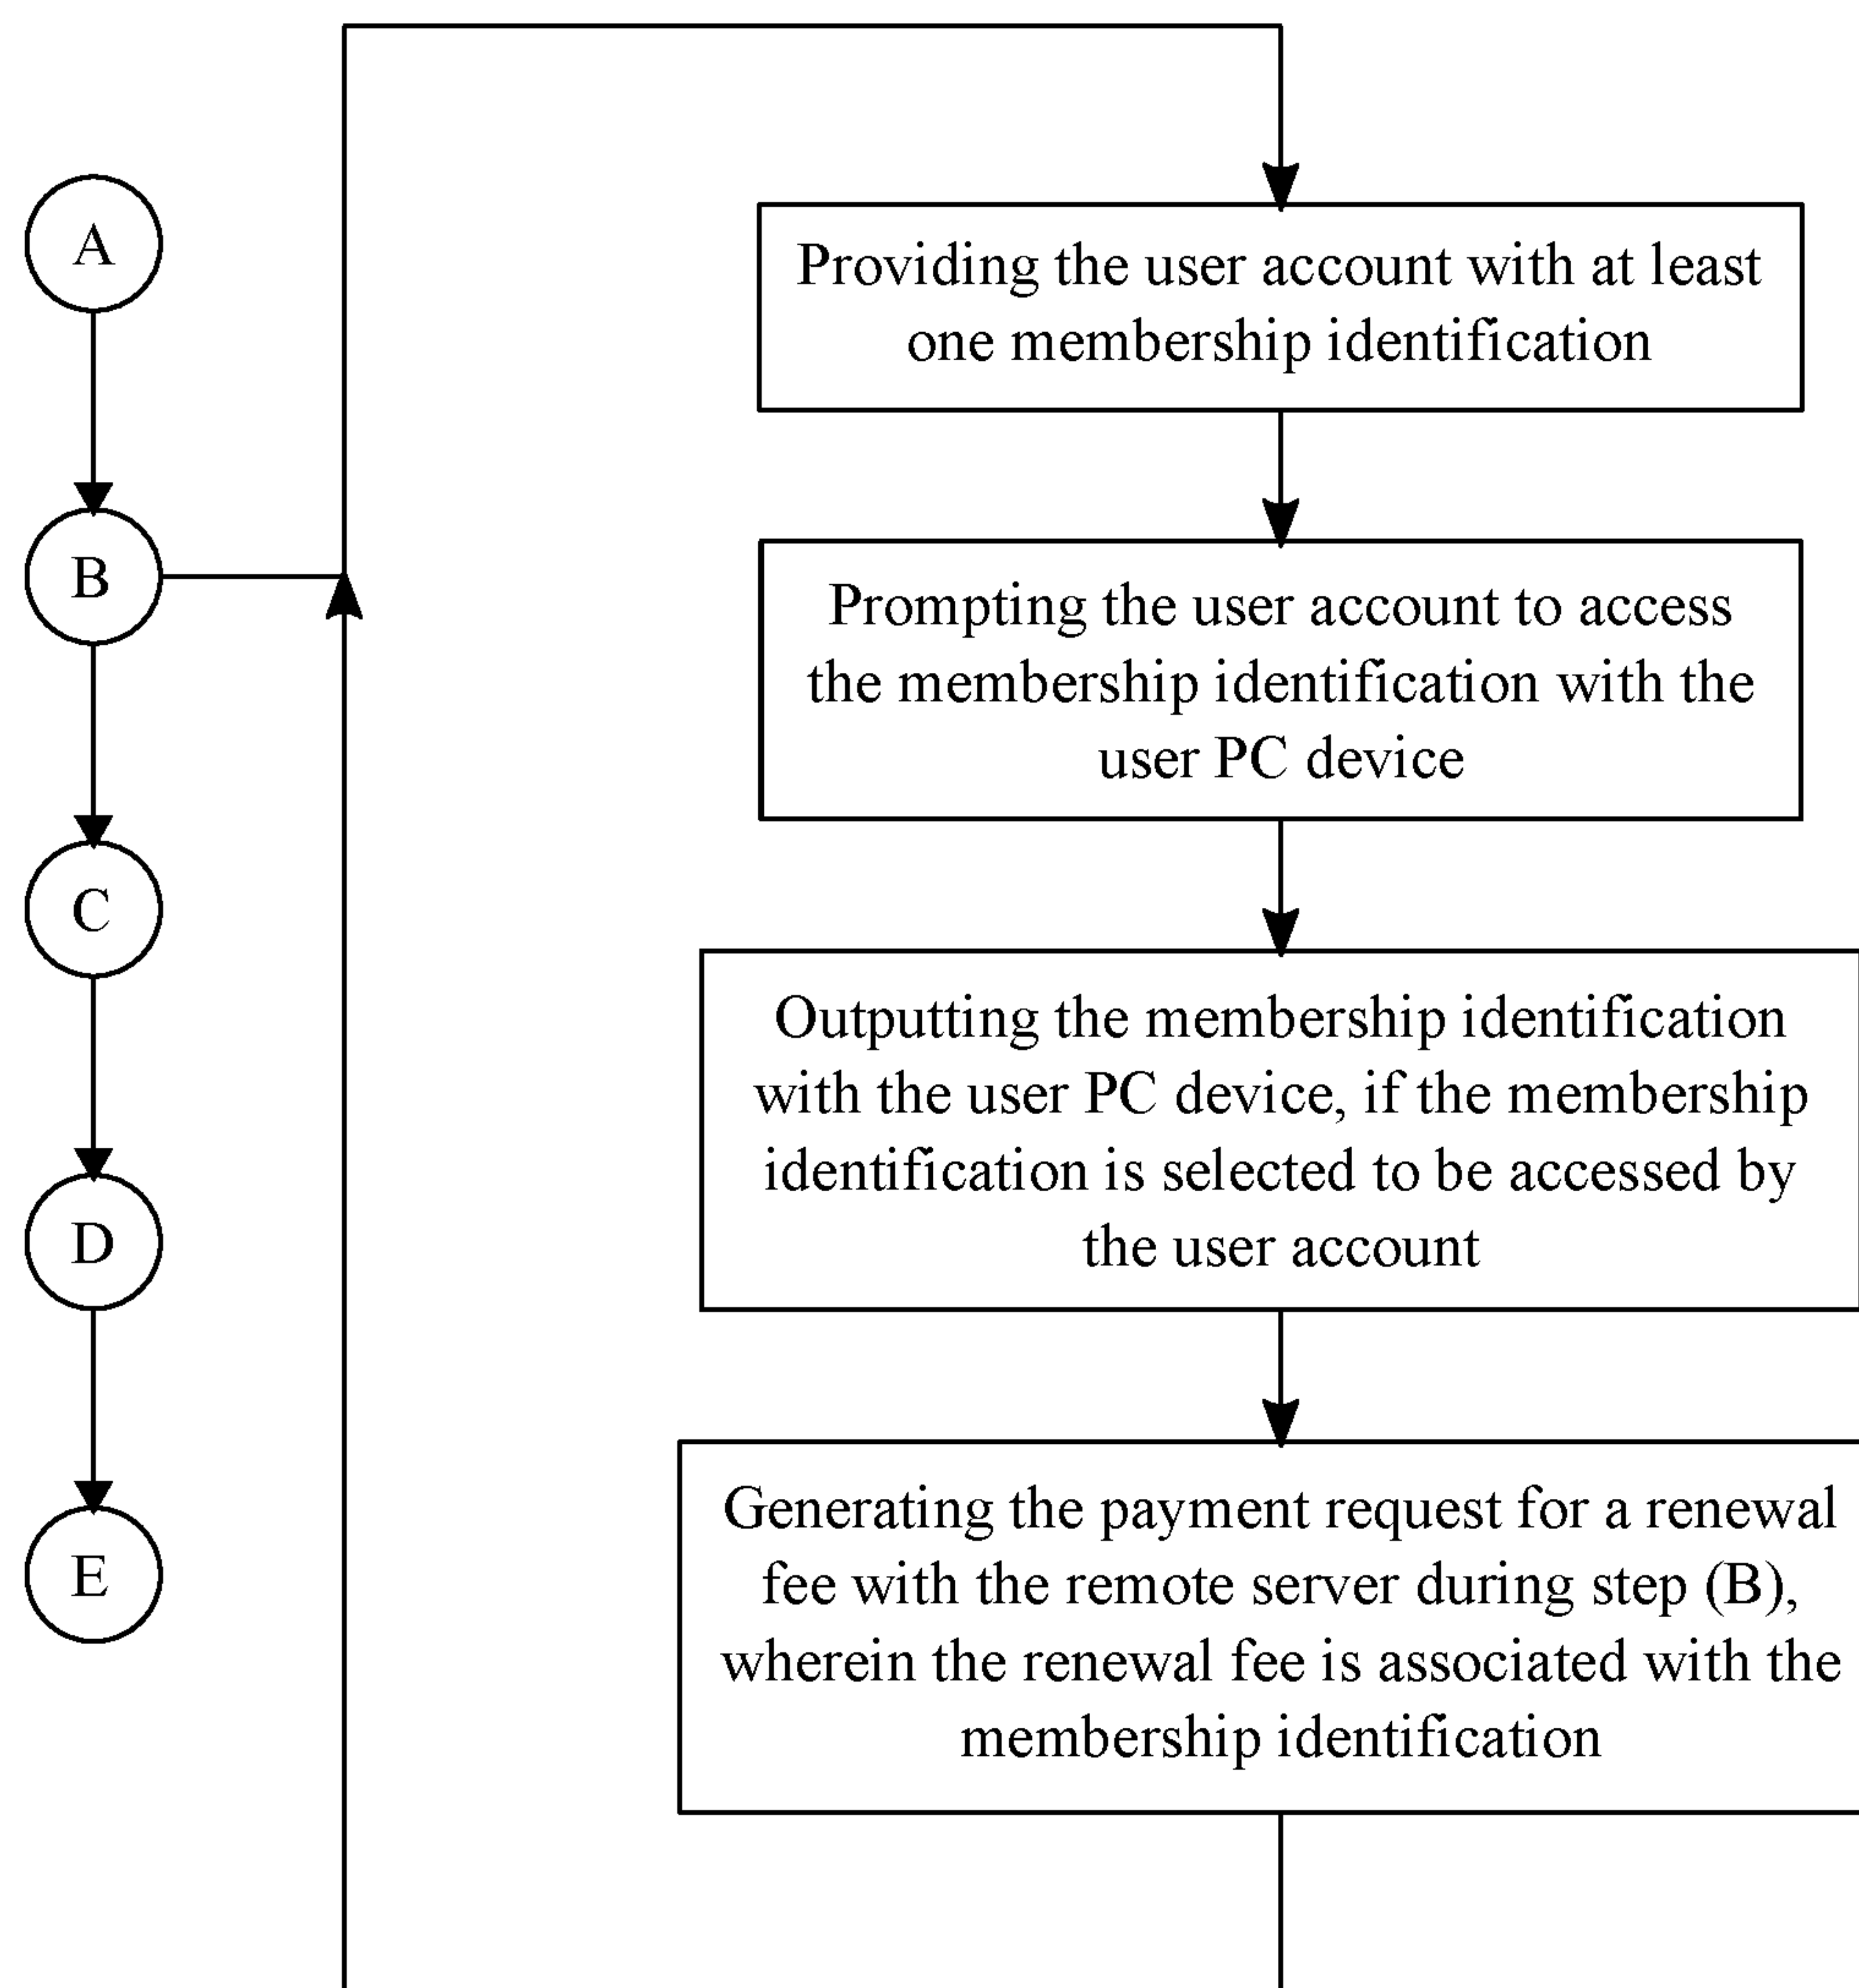 A
B
C
D
E
Providing the user account with at least
one membership identification
Prompting the user account to access
the membership identification with the
user PC device
Outputting the membership identification
with the user PC device, if the membership
identification is selected to be accessed by
the user account
Generating the payment request for a renewal
fee with the remote server during step (B),
wherein the renewal fee is associated with the
membership identification